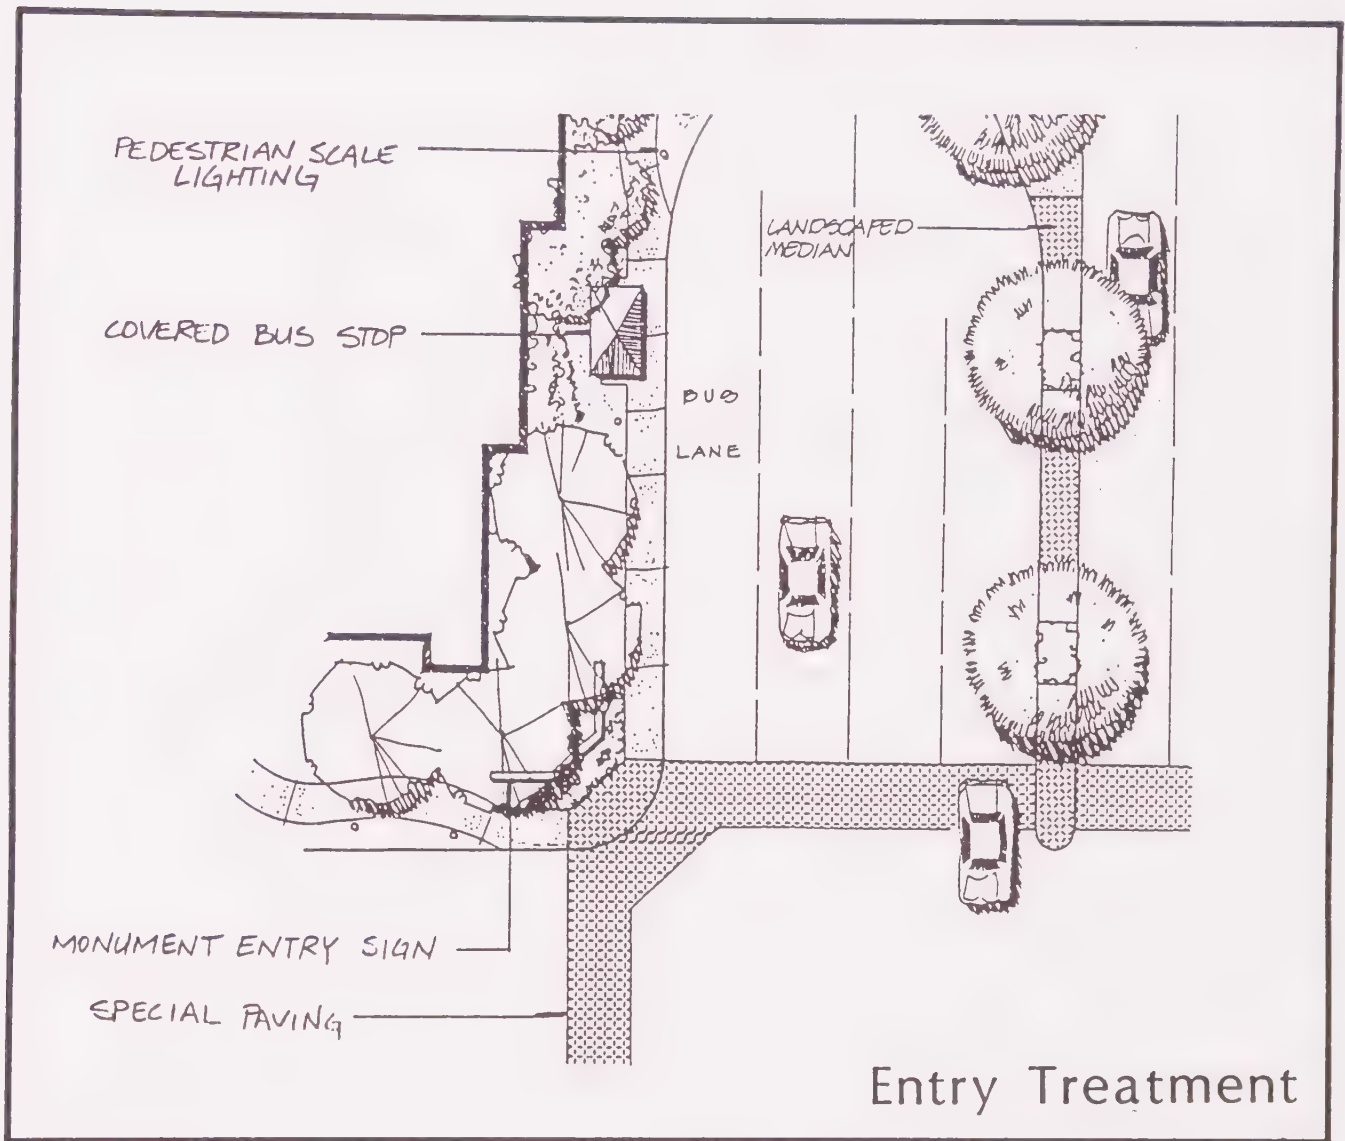 PEDESTRIAN SCALE
LIGHTING
LANDSCAPED
MEDIAN
COVERED BUS STOP
BUS
LANE
MONUMENT ENTRY SIGN
SPECIAL PAVING
Entry Treatment